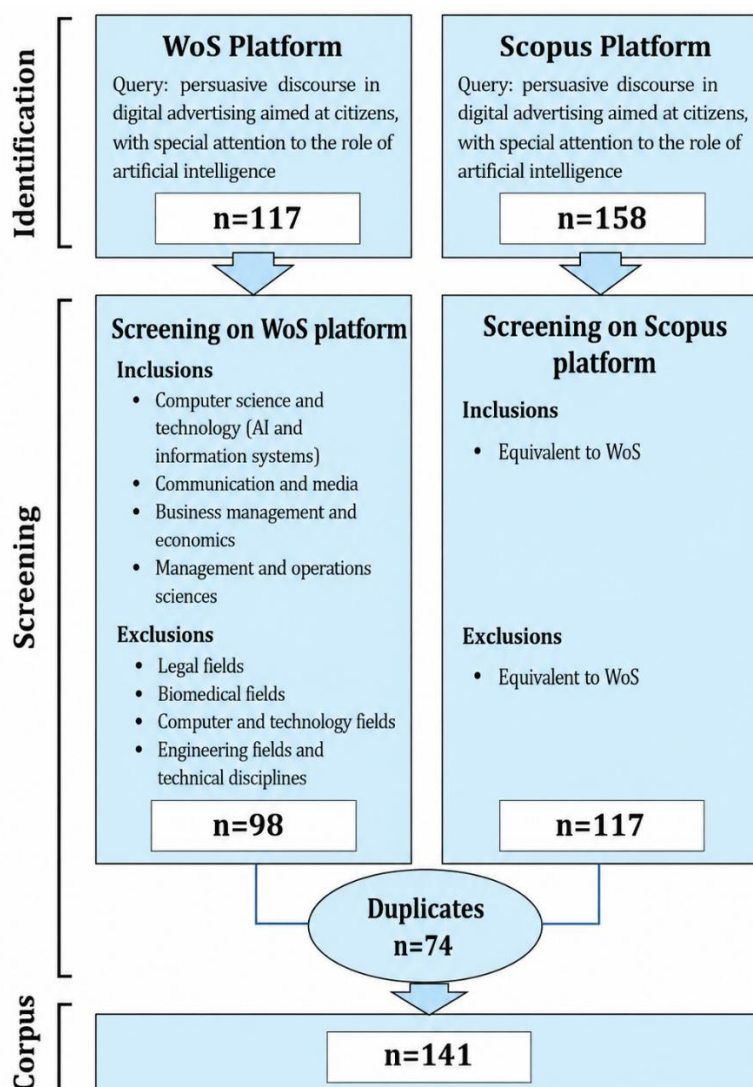 Identification
WoS Platform
Query: persuasive discourse in
digital advertising aimed at citizens,
with special attention to the role of
artificial intelligence
n=117
Scopus Platform
Query: persuasive discourse in
digital advertising aimed at citizens,
with special attention to the role of
artificial intelligence
n=158
Screening
Screening on WoS platform
Inclusions
• Computer science and
technology (AI and
information systems)
• Communication and media
• Business management and
economics
• Management and operations
sciences
Exclusions
• Legal fields
• Biomedical fields
• Computer and technology fields
• Engineering fields and
technical disciplines
n=98
Screening on Scopus
platform
Inclusions
• Equivalent to WoS
Exclusions
• Equivalent to WoS
n=117
Duplicates
n=74
Corpus
n=141